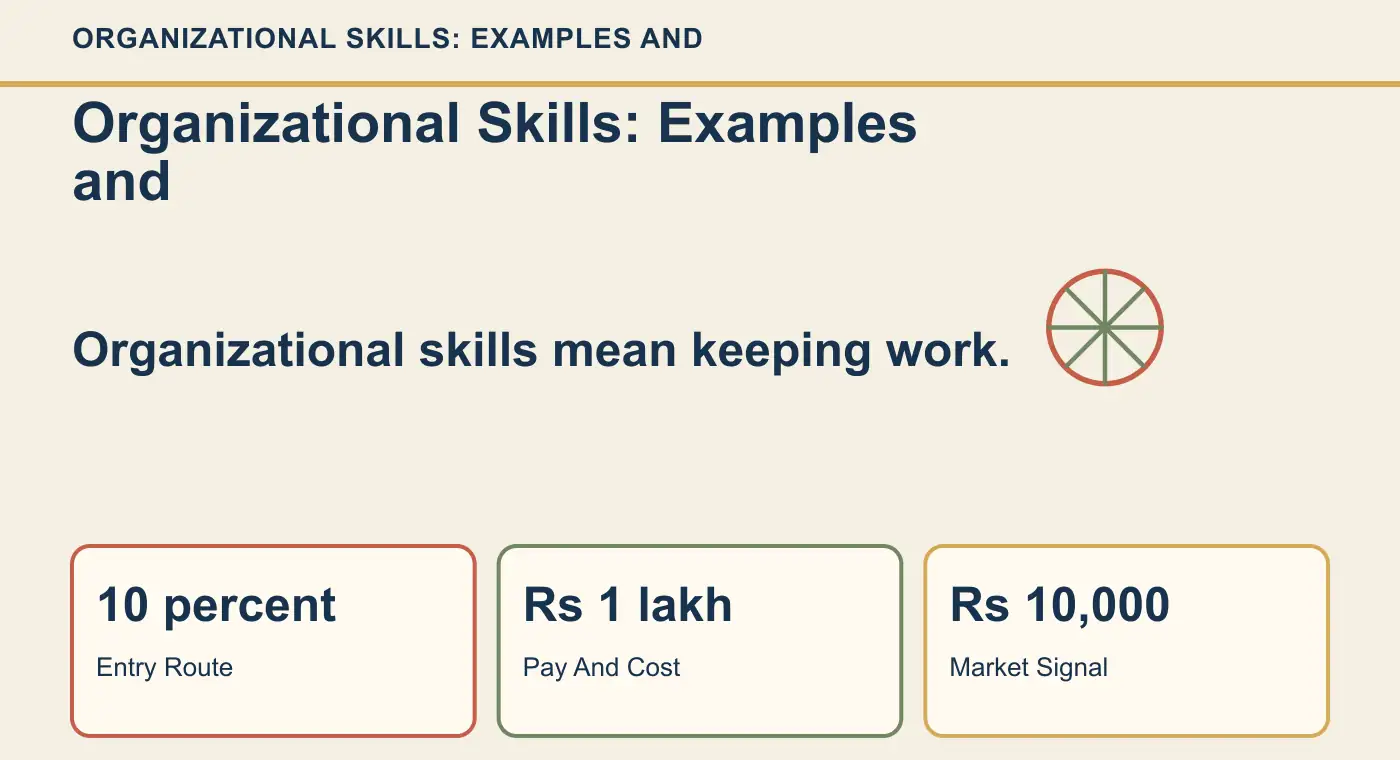 ORGANIZATIONAL SKILLS: EXAMPLES AND
Organizational Skills: Examples
and
Organizational skills mean keeping work.
10 percent
Entry Route
Rs 1 lakh
Pay And Cost
Rs 10,000
Market Signal